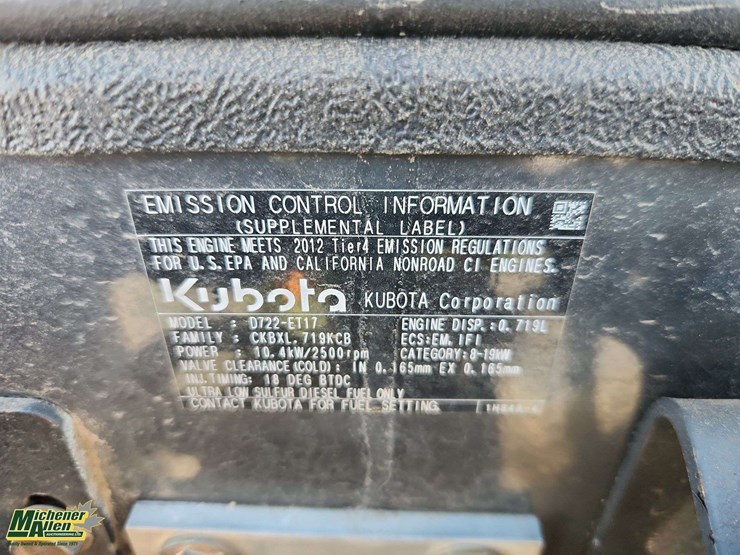 EMISSION CONTROL INFORMATION
(SUPPLEMENTAL LABEL)
THIS ENGINE MEETS 2012 Tier4 EMISSION REGULATIONS
FOR U.S.EPA AND CALIFORNIA NONROAD CI ENGINES.
Kubota KUBOTA Corporation
MODEL : D722-ET17 ENGINE DISP.:0.719L
FAMILY : CKBXL.719KCB ECS:EM.IFI
POWER : 10.4kW/2500rpm CATEGORY:8-19kW
VALVE CLEARANCE(COLD): IN 0.165mm EX 0.165mm
INJ.TIMING: 18 DEG BTDC
ULTRA LOW SULFUR DIESEL FUEL ONLY
CONTACT KUBOTA FOR FUEL SETTING.
Michener
Allen
AUCTIONEERING LTD.